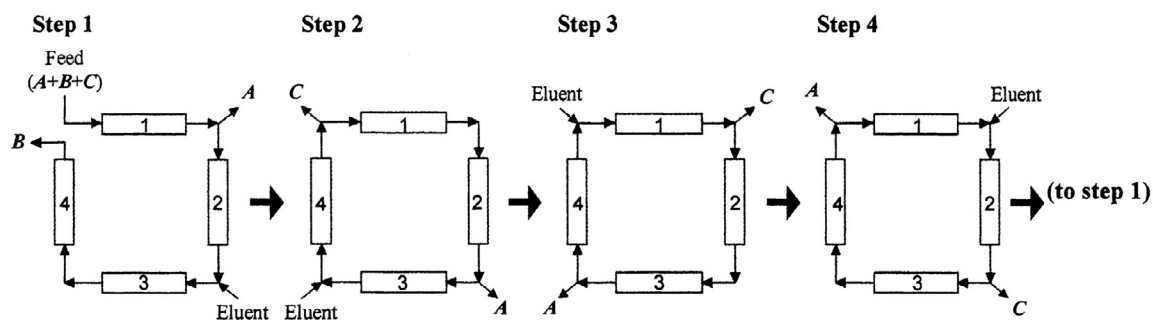 Step 1
Feed
(A+B+C)
A
B
1
2
3
4
Eluent
Step 2
C
1
2
3
4
Eluent
A
Step 3
Eluent
C
1
2
3
4
A
Step 4
A
Eluent
1
2
3
4
C
(to step 1)